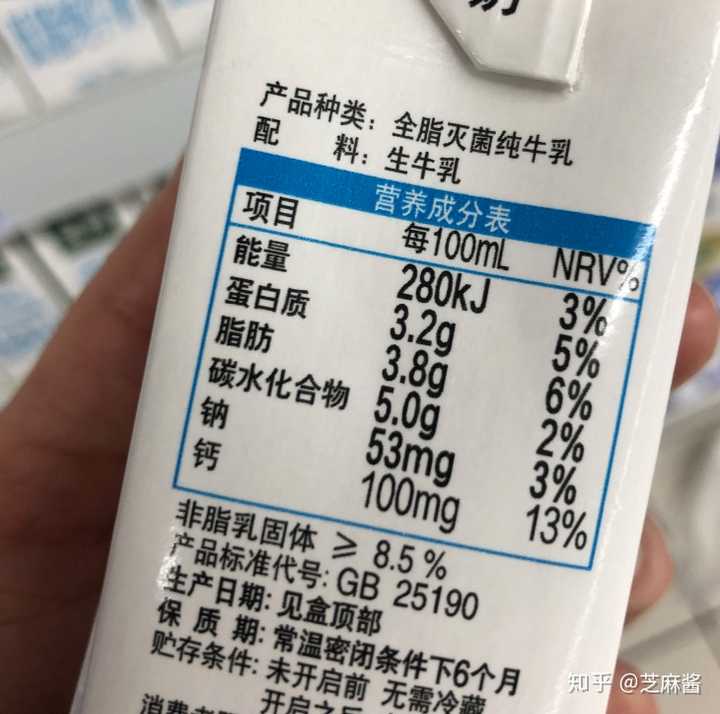 产品种类：全脂灭菌纯牛乳
配 料：生牛乳
营养成分表
项目 每100mL NRV%
能量 280kJ 3%
蛋白质 3.2g 5%
脂肪 3.8g 6%
碳水化合物 5.0g 2%
钠 53mg 3%
钙 100mg 13%
非脂乳固体 ≥ 8.5%
产品标准代号：GB 25190
生产日期：见盒顶部
保 质 期：常温密闭条件下6个月
贮存条件：未开启前 无需冷藏
开启之后
消费者
知乎 @芝麻酱